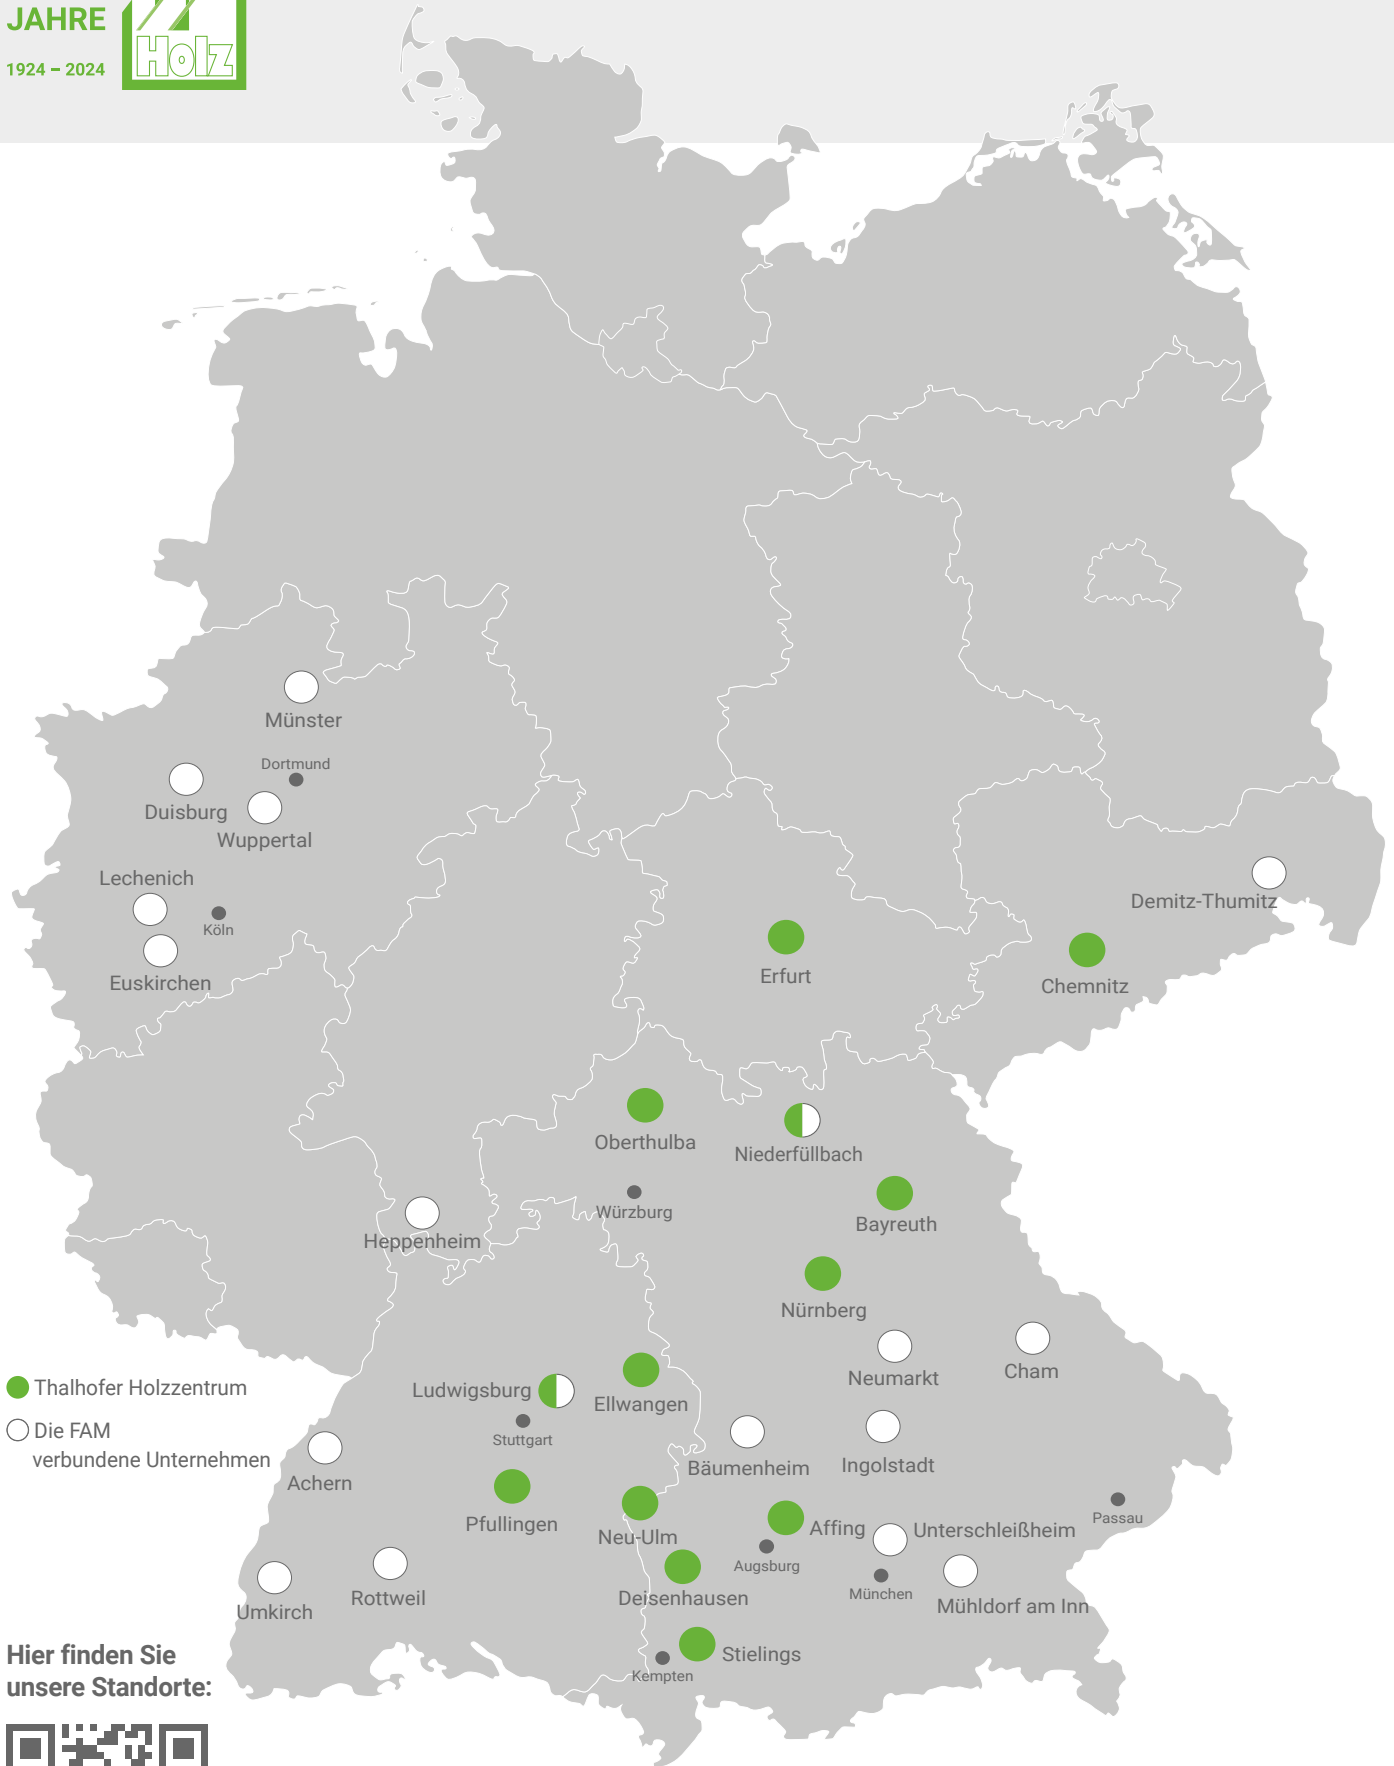 JAHRE
1924 – 2024
Holz
Münster
Dortmund
Duisburg
Wuppertal
Lechenich
Köln
Euskirchen
Demitz-Thumitz
Erfurt
Chemnitz
Oberthulba
Niederfüllbach
Würzburg
Bayreuth
Heppenheim
Nürnberg
Neumarkt
Cham
Ludwigsburg
Ellwangen
Stuttgart
Bäumenheim
Ingolstadt
Achern
Pfullingen
Neu-Ulm
Affing
Unterschleißheim
Passau
Augsburg
Deisenhausen
München
Mühldorf am Inn
Umkirch
Rottweil
Stielings
Kempten
Thalhofer Holzzentrum
Die FAM
verbundene Unternehmen
Hier finden Sie
unsere Standorte: